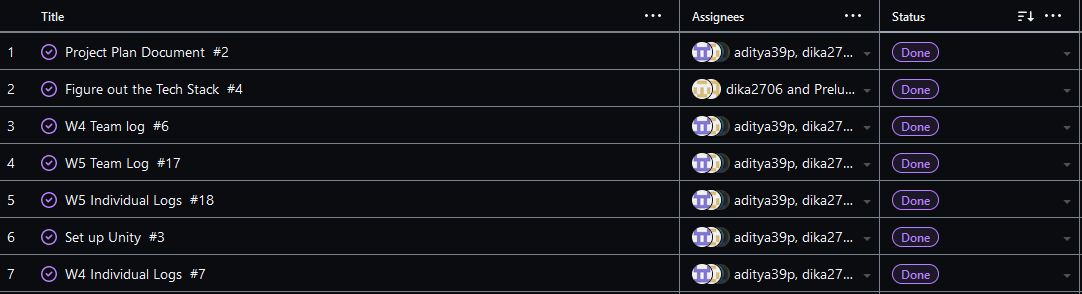 Title Assignees Status
1 Project Plan Document #2 aditya39p, dika27... Done
2 Figure out the Tech Stack #4 dika2706 and Prelu... Done
3 W4 Team log #6 aditya39p, dika27... Done
4 W5 Team Log #17 aditya39p, dika27... Done
5 W5 Individual Logs #18 aditya39p, dika27... Done
6 Set up Unity #3 aditya39p, dika27... Done
7 W4 Individual Logs #7 aditya39p, dika27... Done